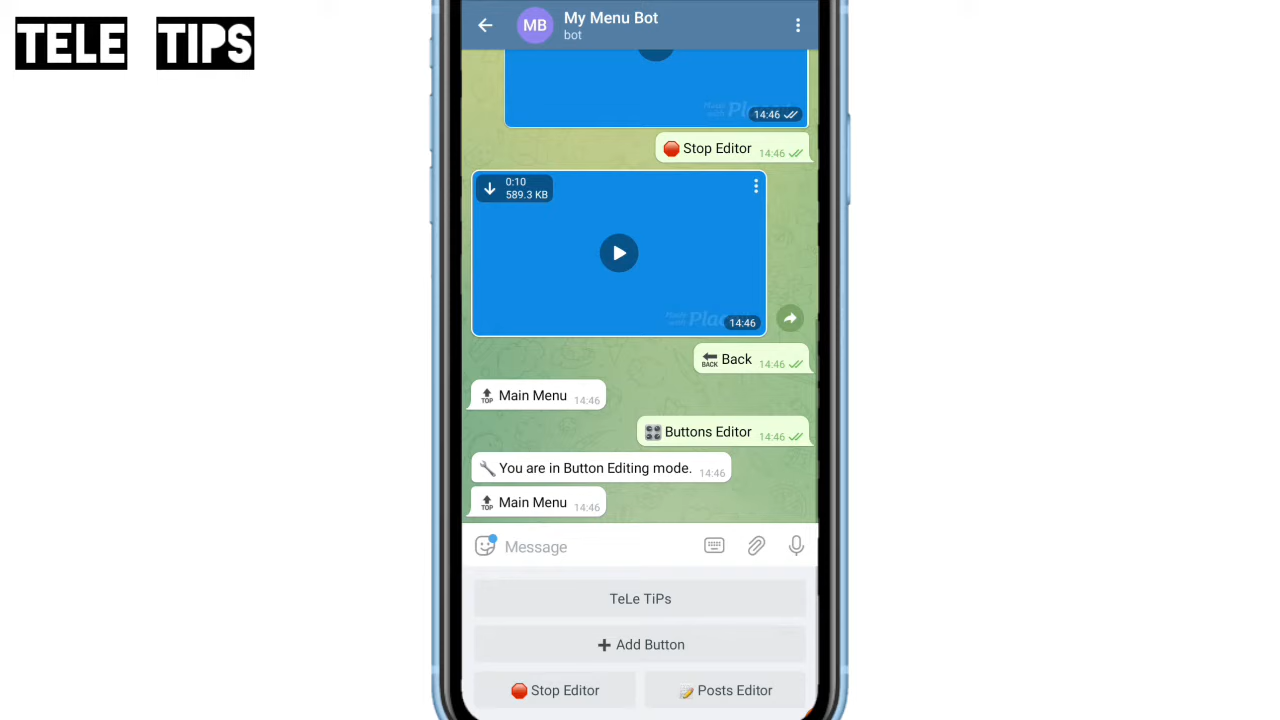 TELE TIPS
MB
My Menu Bot
bot
14:46
Stop Editor 14:46
0:10
589.3 KB
14:46
BACK Back 14:46
TOP Main Menu 14:46
Buttons Editor 14:46
You are in Button Editing mode. 14:46
TOP Main Menu 14:46
Message
TeLe TiPs
Add Button
Stop Editor
Posts Editor